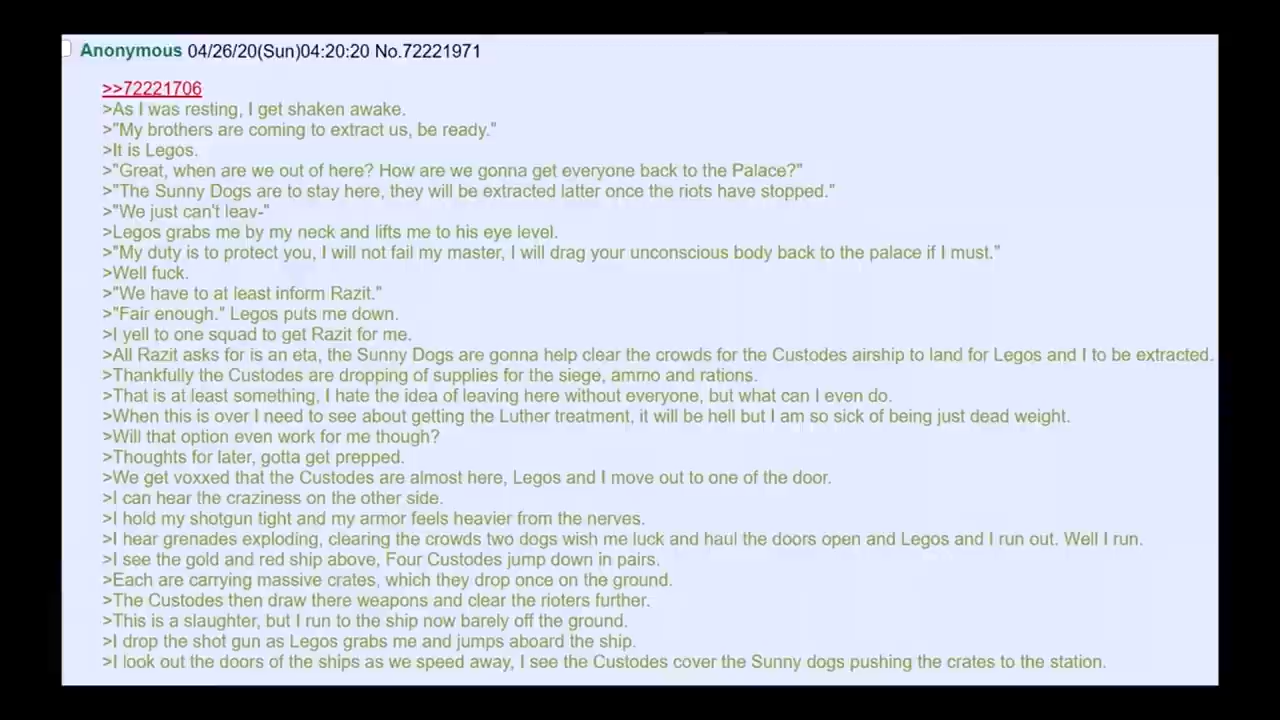 Anonymous 04/26/20(Sun)04:20:20 No.72221971
>>72221706
>As I was resting, I get shaken awake.
>"My brothers are coming to extract us, be ready."
>It is Legos.
>"Great, when are we out of here? How are we gonna get everyone back to the Palace?"
>"The Sunny Dogs are to stay here, they will be extracted latter once the riots have stopped."
>"We just can't leav-"
>Legos grabs me by my neck and lifts me to his eye level.
>"My duty is to protect you, I will not fail my master, I will drag your unconscious body back to the palace if I must."
>Well fuck.
>"We have to at least inform Razit."
>"Fair enough." Legos puts me down.
>I yell to one squad to get Razit for me.
>All Razit asks for is an eta, the Sunny Dogs are gonna help clear the crowds for the Custodes airship to land for Legos and I to be extracted.
>Thankfully the Custodes are dropping of supplies for the siege, ammo and rations.
>That is at least something, I hate the idea of leaving here without everyone, but what can I even do.
>When this is over I need to see about getting the Luther treatment, it will be hell but I am so sick of being just dead weight.
>Will that option even work for me though?
>Thoughts for later, gotta get prepped.
>We get voxxed that the Custodes are almost here, Legos and I move out to one of the door.
>I can hear the craziness on the other side.
>I hold my shotgun tight and my armor feels heavier from the nerves.
>I hear grenades exploding, clearing the crowds two dogs wish me luck and haul the doors open and Legos and I run out. Well I run.
>I see the gold and red ship above, Four Custodes jump down in pairs.
>Each are carrying massive crates, which they drop once on the ground.
>The Custodes then draw there weapons and clear the rioters further.
>This is a slaughter, but I run to the ship now barely off the ground.
>I drop the shot gun as Legos grabs me and jumps aboard the ship.
>I look out the doors of the ships as we speed away, I see the Custodes cover the Sunny dogs pushing the crates to the station.